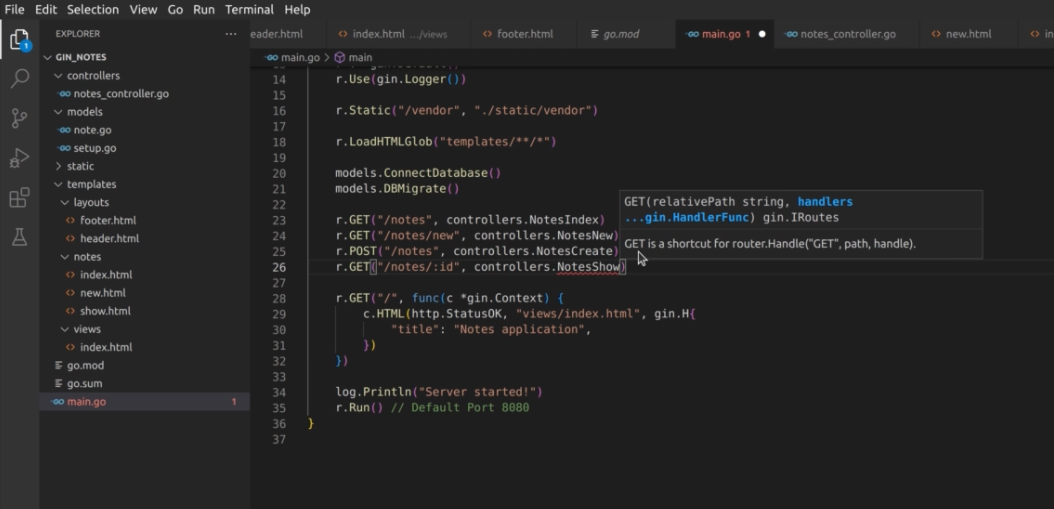 File Edit Selection View Go Run Terminal Help
EXPLORER ...
eader.html
index.html .../views
footer.html
go.mod
main.go 1
notes_controller.go
new.html
in
main.go > main
1
GIN_NOTES
controllers
notes_controller.go
models
note.go
setup.go
static
templates
layouts
footer.html
header.html
notes
index.html
new.html
show.html
views
index.html
go.mod
go.sum
main.go 1
14 r.Use(gin.Logger())
15
16 r.Static("/vendor", "./static/vendor")
17
18 r.LoadHTMLGlob("templates/**/*")
19
20 models.ConnectDatabase()
21 models.DBMigrate()
22
23 r.GET("/notes", controllers.NotesIndex)
24 r.GET("/notes/new", controllers.NotesNew)
25 r.POST("/notes", controllers.NotesCreate)
26 r.GET("/notes/:id", controllers.NotesShow)
27
28 r.GET("/", func(c *gin.Context) {
29 c.HTML(http.StatusOK, "views/index.html", gin.H{
30 "title": "Notes application",
31 })
32 })
33
34 log.Println("Server started!")
35 r.Run() // Default Port 8080
36 }
37
GET(relativePath string, handlers
...gin.HandlerFunc) gin.IRoutes
GET is a shortcut for router.Handle("GET", path, handle).